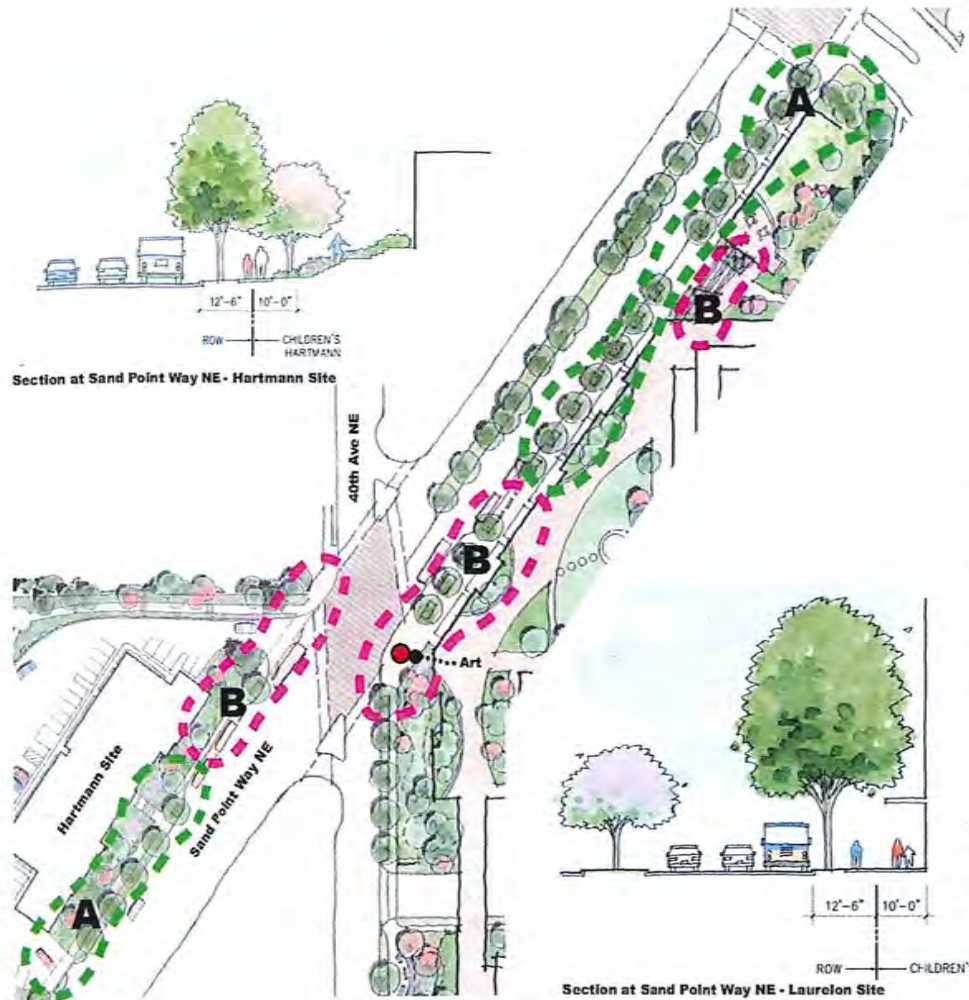 A
B
12'-6" 10'-0"
ROW CHILDREN'S
HARTMANN
Section at Sand Point Way NE - Hartmann Site
40th Ave NE
B
Art
B
Hartmann Site
Sand Point Way NE
A
12'-6" 10'-0"
ROW CHILDREN'
Section at Sand Point Way NE - Laurelon Site